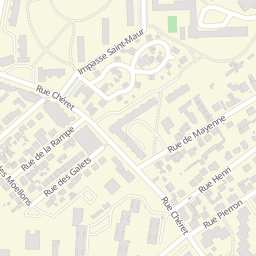 Impasse Saint-Maur
Rue Chéret
Rue de Mayenne
Rue de la Rampe
Rue des Galets
des Moellons
Rue Henri
Rue Chéret
Rue Pierron